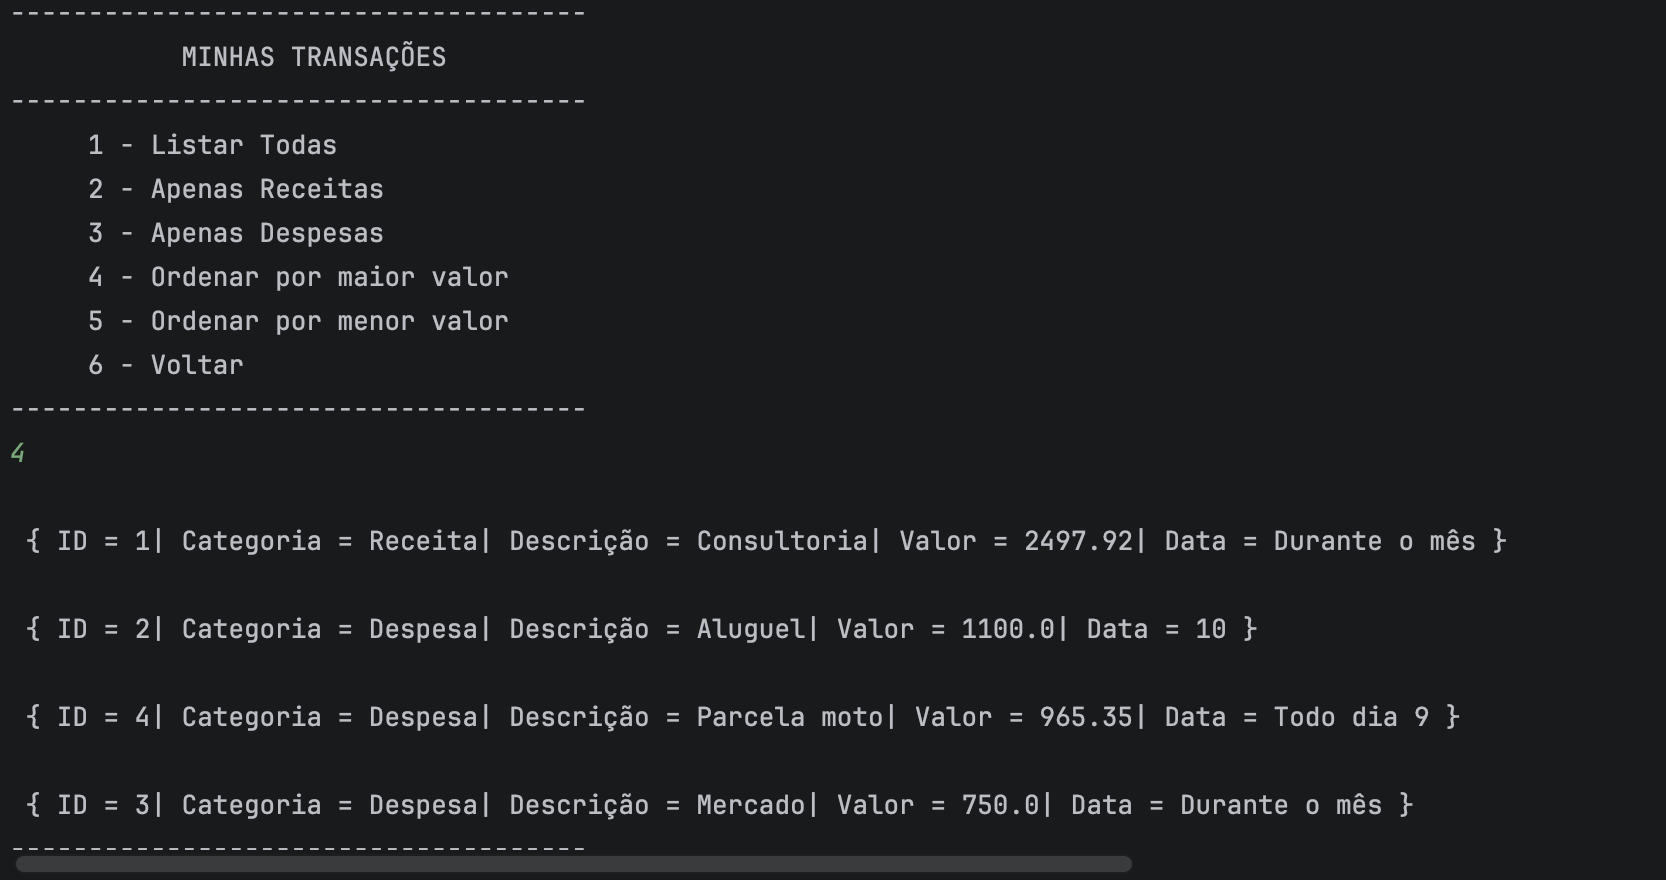 -------------------------------------
MINHAS TRANSAÇÕES
-------------------------------------
1 - Listar Todas
2 - Apenas Receitas
3 - Apenas Despesas
4 - Ordenar por maior valor
5 - Ordenar por menor valor
6 - Voltar
-------------------------------------
4
{ ID = 1| Categoria = Receita| Descrição = Consultoria| Valor = 2497.92| Data = Durante o mês }
{ ID = 2| Categoria = Despesa| Descrição = Aluguel| Valor = 1100.0| Data = 10 }
{ ID = 4| Categoria = Despesa| Descrição = Parcela moto| Valor = 965.35| Data = Todo dia 9 }
{ ID = 3| Categoria = Despesa| Descrição = Mercado| Valor = 750.0| Data = Durante o mês }
-------------------------------------